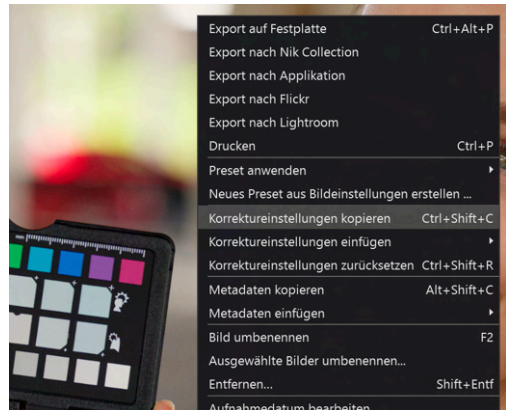 Export auf Festplatte Ctrl+Alt+P
Export nach Nik Collection
Export nach Applikation
Export nach Flickr
Export nach Lightroom
Drucken Ctrl+P
Preset anwenden
Neues Preset aus Bildeinstellungen erstellen ...
Korrektureinstellungen kopieren Ctrl+Shift+C
Korrektureinstellungen einfügen
Korrektureinstellungen zurücksetzen Ctrl+Shift+R
Metadaten kopieren Alt+Shift+C
Metadaten einfügen
Bild umbenennen F2
Ausgewählte Bilder umbenennen...
Entfernen... Shift+Entf
Aufnahmedatum bearbeiten